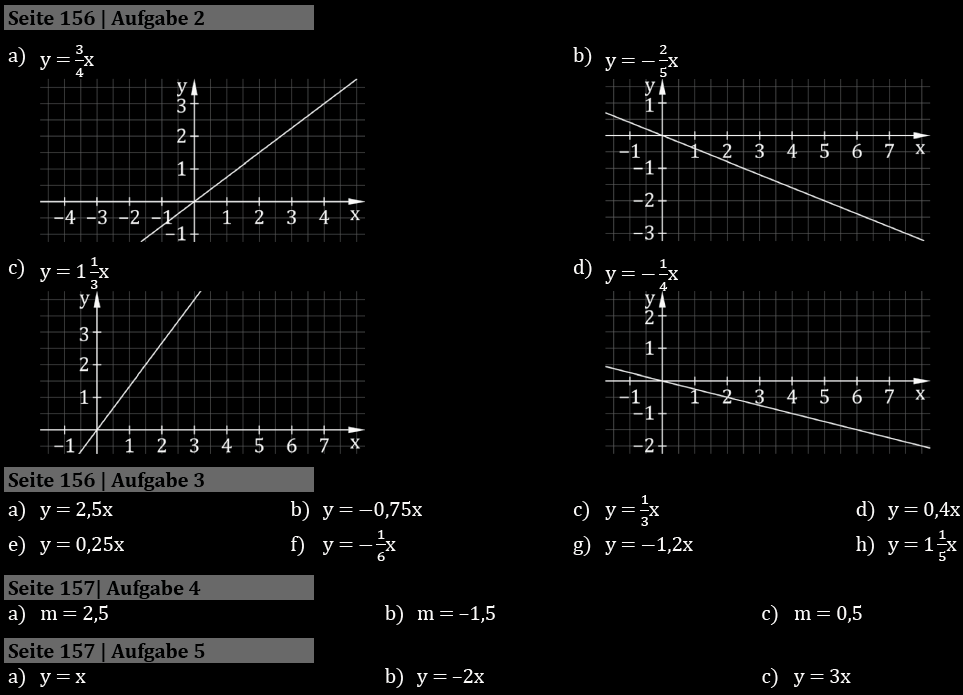 Seite 156 | Aufgabe 2
a) y = 3/4x b) y = −2/5x
y
3
2
1
−4 −3 −2 −1 1 2 3 4 x
−1
y
1
−1 1 2 3 4 5 6 7 x
−1
−2
−3
c) y = 1 1/3x d) y = −1/4x
y
3
2
1
−1 1 2 3 4 5 6 7 x
y
2
1
−1 1 2 3 4 5 6 7 x
−1
−2
Seite 156 | Aufgabe 3
a) y = 2,5x b) y = −0,75x c) y = 1/3x d) y = 0,4x
e) y = 0,25x f) y = −1/6x g) y = −1,2x h) y = 1 1/5x
Seite 157| Aufgabe 4
a) m = 2,5 b) m = −1,5 c) m = 0,5
Seite 157 | Aufgabe 5
a) y = x b) y = −2x c) y = 3x